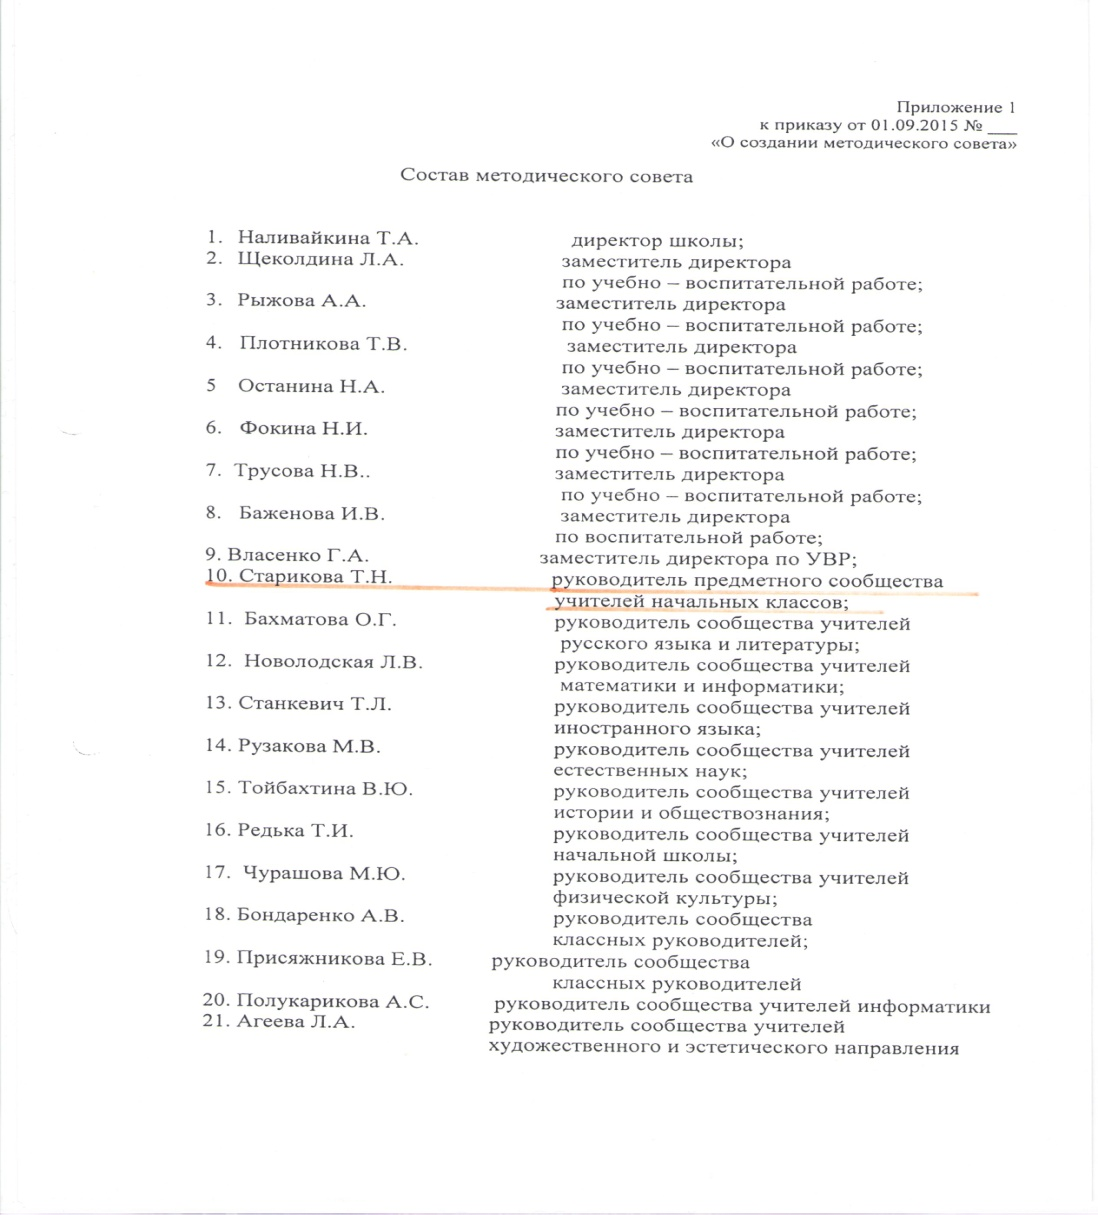 Приложение 1
к приказу от 01.09.2015 № ___
«О создании методического совета»
Состав методического совета
1. Наливайкина Т.А. директор школы;
2. Щеколдина Л.А. заместитель директора
по учебно – воспитательной работе;
3. Рыжова А.А. заместитель директора
по учебно – воспитательной работе;
4. Плотникова Т.В. заместитель директора
по учебно – воспитательной работе;
5 Останина Н.А. заместитель директора
по учебно – воспитательной работе;
6. Фокина Н.И. заместитель директора
по учебно – воспитательной работе;
7. Трусова Н.В.. заместитель директора
по учебно – воспитательной работе;
8. Баженова И.В. заместитель директора
по воспитательной работе;
9. Власенко Г.А. заместитель директора по УВР;
10. Старикова Т.Н. руководитель предметного сообщества
учителей начальных классов;
11. Бахматова О.Г. руководитель сообщества учителей
русского языка и литературы;
12. Новолодская Л.В. руководитель сообщества учителей
математики и информатики;
13. Станкевич Т.Л. руководитель сообщества учителей
иностранного языка;
14. Рузакова М.В. руководитель сообщества учителей
естественных наук;
15. Тойбахтина В.Ю. руководитель сообщества учителей
истории и обществознания;
16. Редька Т.И. руководитель сообщества учителей
начальной школы;
17. Чурашова М.Ю. руководитель сообщества учителей
физической культуры;
18. Бондаренко А.В. руководитель сообщества
классных руководителей;
19. Присяжникова Е.В. руководитель сообщества
классных руководителей
20. Полукарикова А.С. руководитель сообщества учителей информатики
21. Агеева Л.А. руководитель сообщества учителей
художественного и эстетического направления